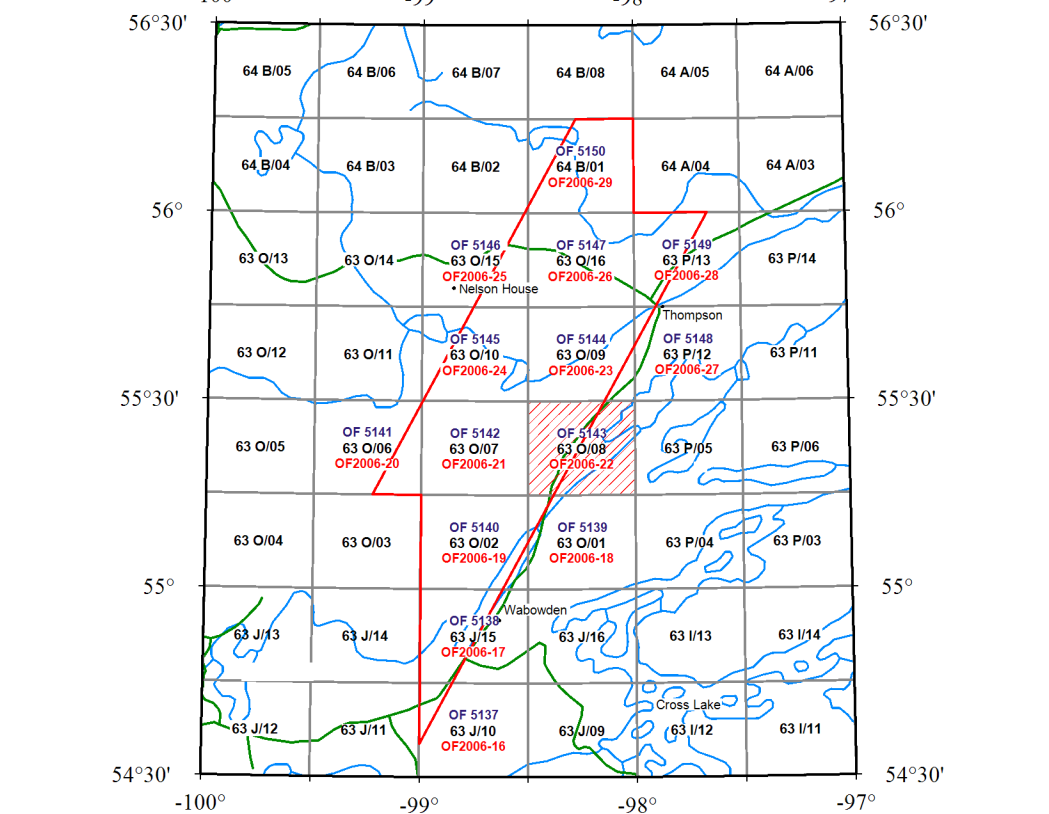 -100° -99° -98° -97°
56°30' 56°30'
64 B/05 64 B/06 64 B/07 64 B/08 64 A/05 64 A/06
OF 5150
64 B/04 64 B/03 64 B/02 64 B/01 64 A/04 64 A/03
OF2006-29
56° 56°
OF 5146 OF 5147 OF 5149
63 O/13 63 O/14 63 O/15 63 O/16 63 P/13 63 P/14
OF2006-25 OF2006-26 OF2006-28
Nelson House
Thompson
OF 5145 OF 5144 OF 5148
63 O/12 63 O/11 63 O/10 63 O/09 63 P/12 63 P/11
OF2006-24 OF2006-23 OF2006-27
55°30' 55°30'
OF 5141 OF 5142 OF 5143
63 O/05 63 O/06 63 O/07 63 O/08 63 P/05 63 P/06
OF2006-20 OF2006-21 OF2006-22
OF 5140 OF 5139
63 O/04 63 O/03 63 O/02 63 O/01 63 P/04 63 P/03
OF2006-19 OF2006-18
55° 55°
Wabowden
OF 5138
63 J/13 63 J/14 63 J/15 63 J/16 63 I/13 63 I/14
OF2006-17
Cross Lake
OF 5137
63 J/12 63 J/11 63 J/10 63 J/09 63 I/12 63 I/11
OF2006-16
54°30' 54°30'
-100° -99° -98° -97°